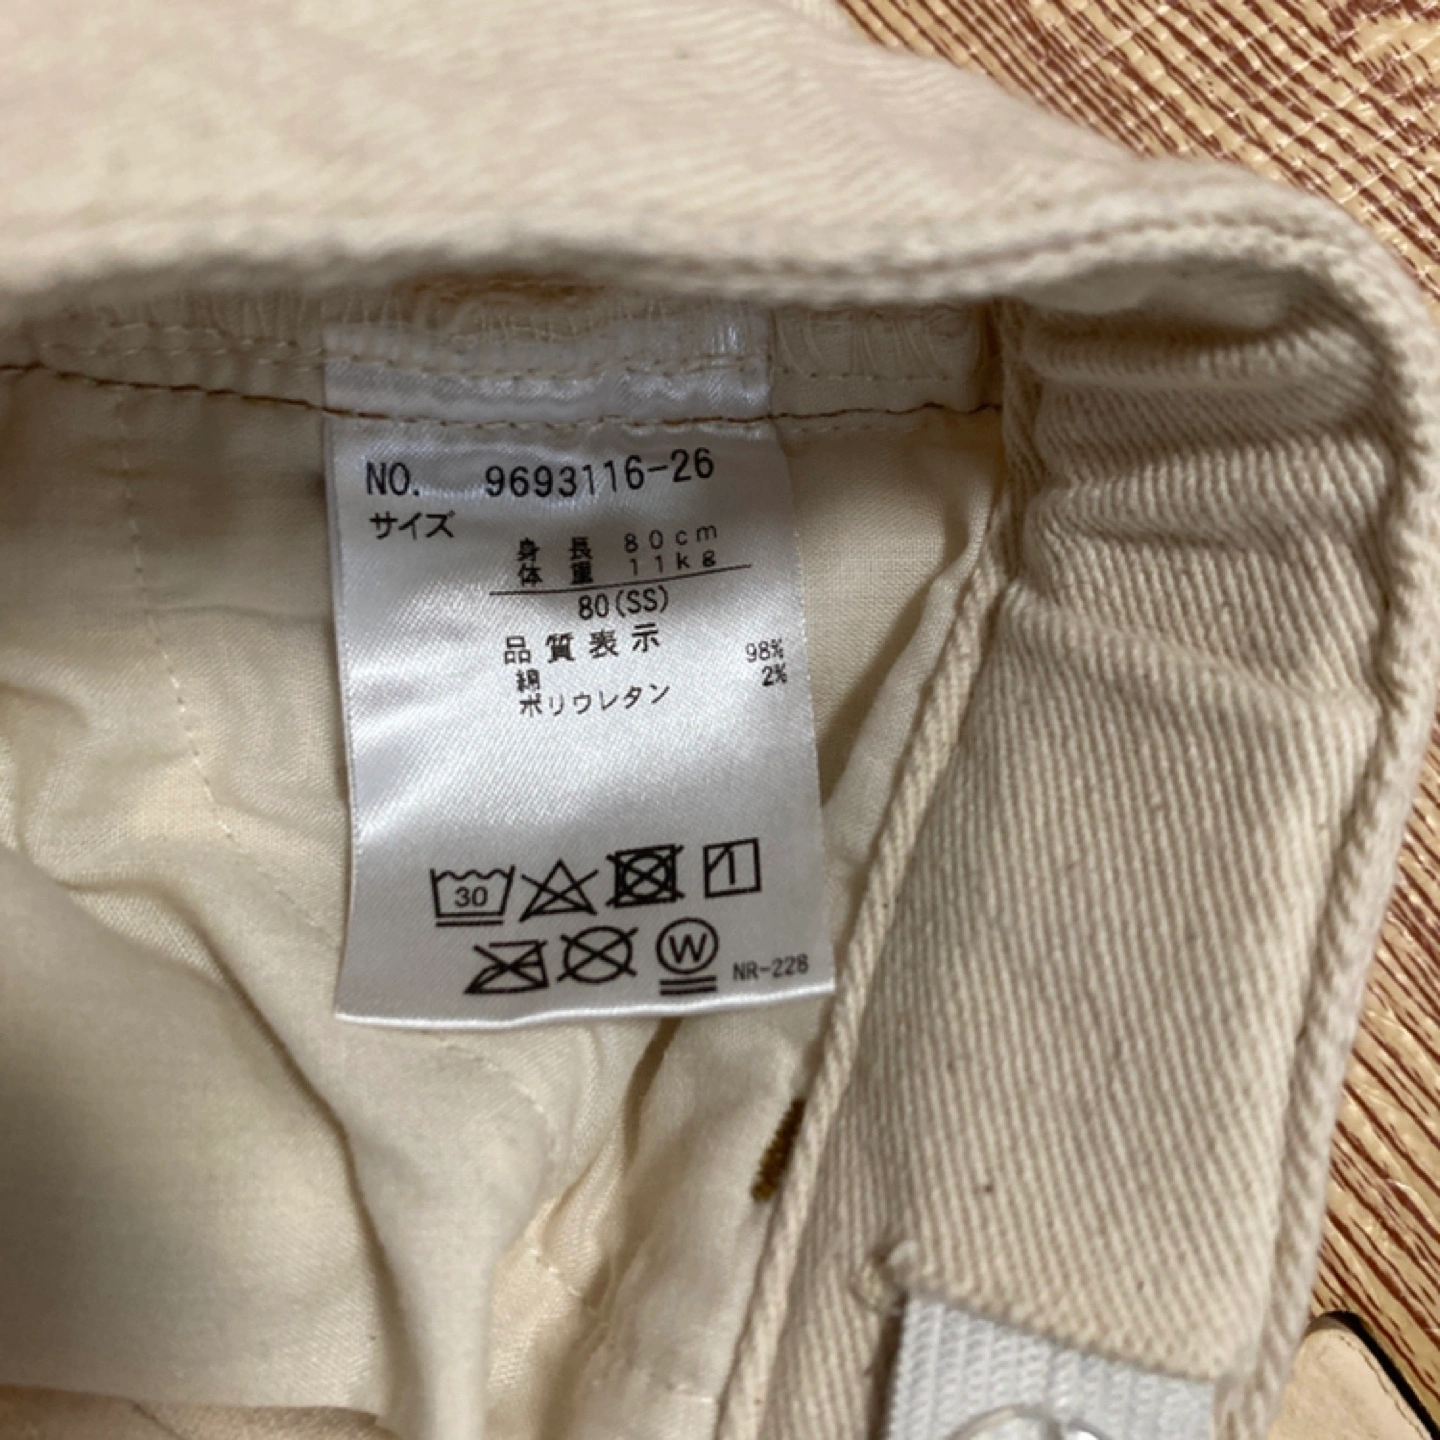 NO. 9693116-26
サイズ
身長 80cm
体重 11kg
80(SS)
品質表示
綿 98%
ポリウレタン 2%
30
W
NR-228